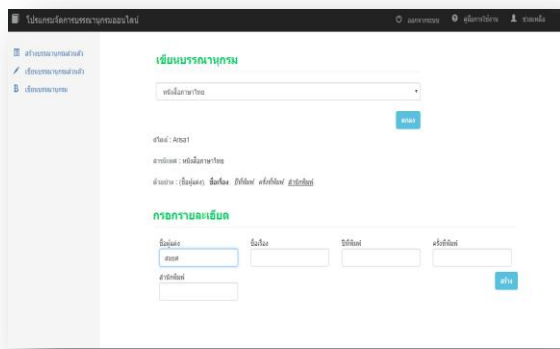 โปรแกรมจัดการบรรณานุกรมออนไลน์
ออกจากระบบ คู่มือการใช้งาน ช่วยเหลือ
สร้างบรรณานุกรมส่วนตัว
เขียนบรรณานุกรมส่วนตัว
เขียนบรรณานุกรม
เขียนบรรณานุกรม
หนังสือภาษาไทย
ตกลง
สไตล์ : Ansa1
สารนิเทศ : หนังสือภาษาไทย
ตัวอย่าง : (ชื่อผู้แต่ง). ชื่อเรื่อง. ปีที่พิมพ์ ครั้งที่พิมพ์ สำนักพิมพ์
กรอกรายละเอียด
ชื่อผู้แต่ง ชื่อเรื่อง ปีที่พิมพ์ ครั้งที่พิมพ์
สมยศ
สำนักพิมพ์
สร้าง